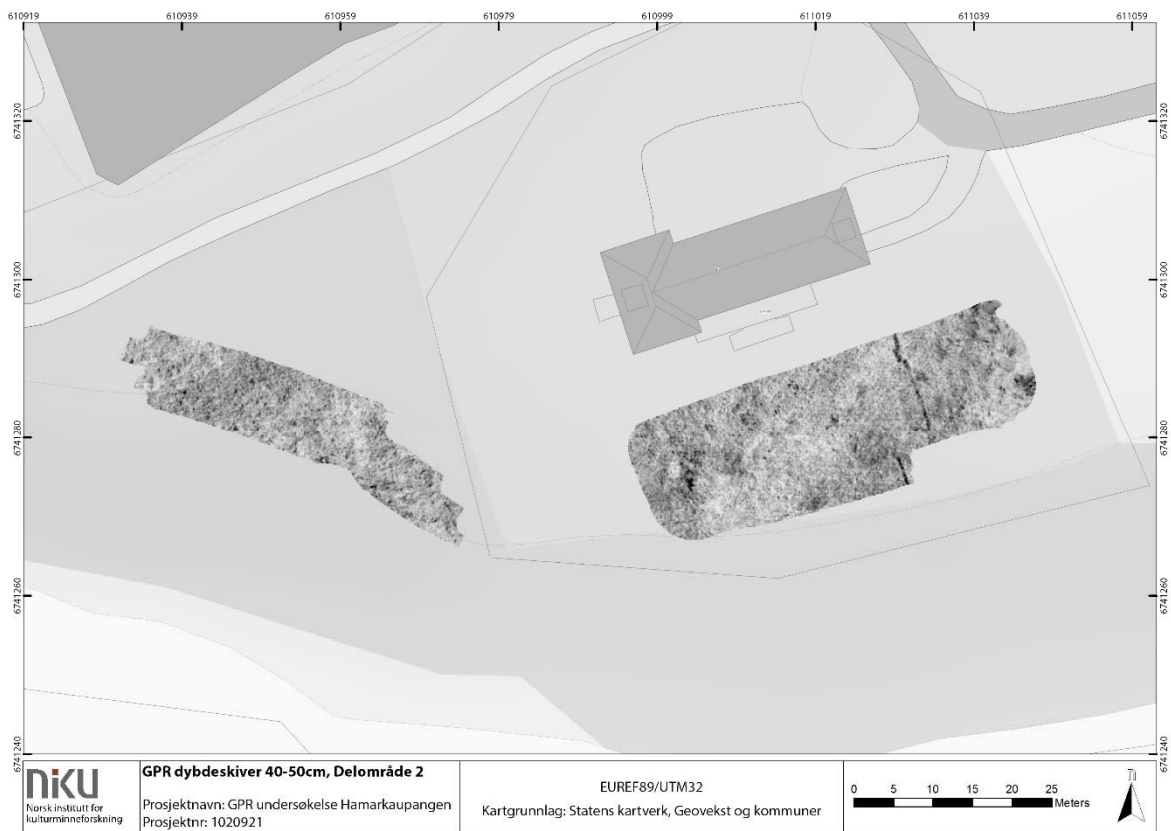 610919 610939 610959 610979 610999 611019 611039 611059
6741320 6741320
6741300 6741300
6741280 6741280
6741260 6741260
6741240 6741240
NIKU
Norsk institutt for
kulturminneforskning
GPR dybdeskiver 40-50cm, Delområde 2
Prosjektnavn: GPR undersøkelse Hamarkaupangen
Prosjektnr: 1020921
EUREF89/UTM32
Kartgrunnlag: Statens kartverk, Geovekst og kommuner
0 5 10 15 20 25
Meters